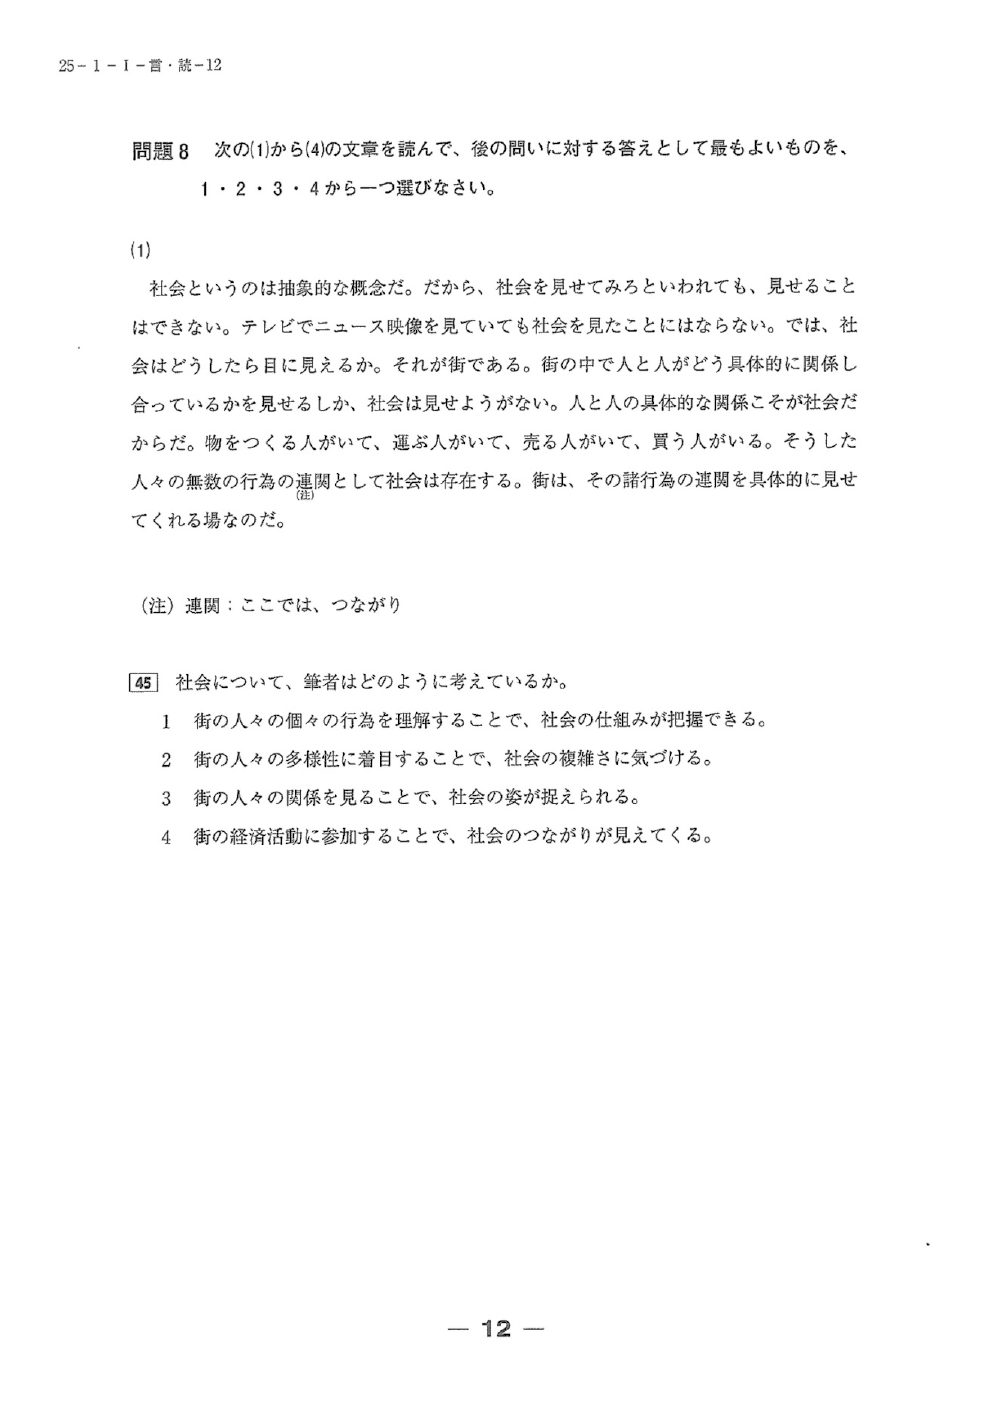 25－1－I－言・読－12
問題8　次の(1)から(4)の文章を読んで、後の問いに対する答えとして最もよいものを、
1・2・3・4から一つ選びなさい。
(1)
社会というのは抽象的な概念だ。だから、社会を見せてみろといわれても、見せること
はできない。テレビでニュース映像を見ていても社会を見たことにはならない。では、社
会はどうしたら目に見えるか。それが街である。街の中で人と人がどう具体的に関係し
合っているかを見せるしか、社会は見せようがない。人と人の具体的な関係こそが社会だ
からだ。物をつくる人がいて、運ぶ人がいて、売る人がいて、買う人がいる。そうした
人々の無数の行為の連関として社会は存在する。街は、その諸行為の連関を具体的に見せ
(注)
てくれる場なのだ。
（注）連関：ここでは、つながり
45　社会について、筆者はどのように考えているか。
1　街の人々の個々の行為を理解することで、社会の仕組みが把握できる。
2　街の人々の多様性に着目することで、社会の複雑さに気づける。
3　街の人々の関係を見ることで、社会の姿が捉えられる。
4　街の経済活動に参加することで、社会のつながりが見えてくる。
— 12 —